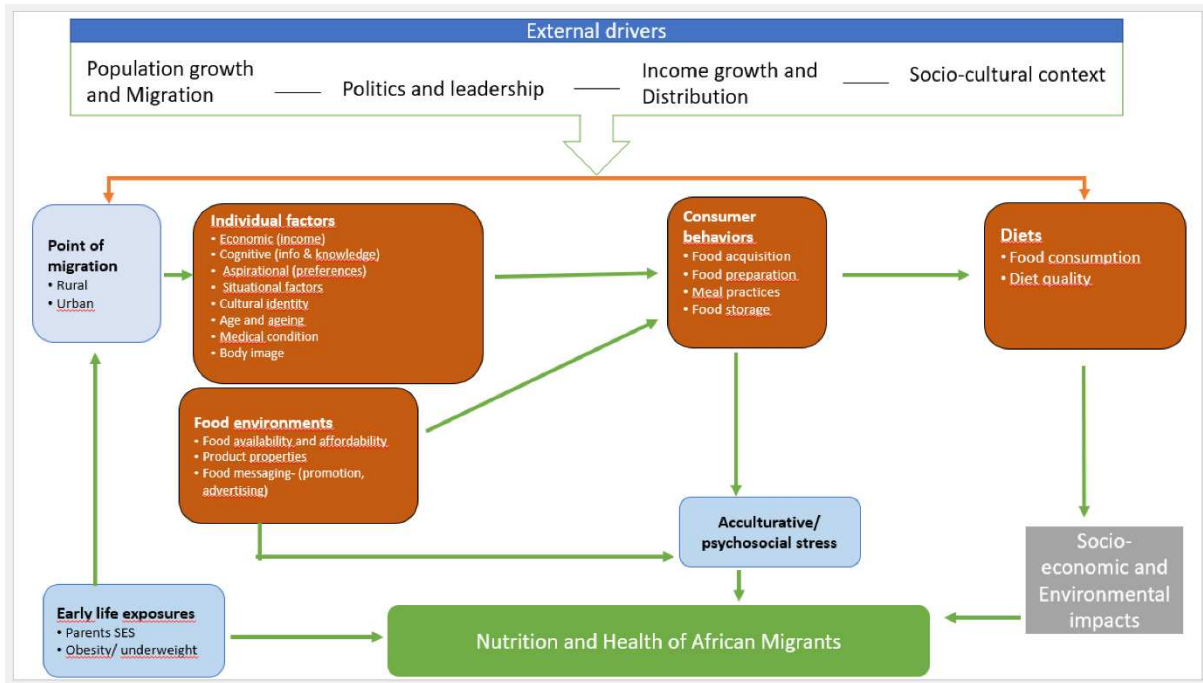 External drivers
Population growth
and Migration
Politics and leadership
Income growth and
Distribution
Socio-cultural context
Point of
migration
• Rural
• Urban
Individual factors
• Economic (income)
• Cognitive (info & knowledge)
• Aspirational (preferences)
• Situational factors
• Cultural identity
• Age and ageing
• Medical condition
• Body image
Consumer
behaviors
• Food acquisition
• Food preparation
• Meal practices
• Food storage
Diets
• Food consumption
• Diet quality
Food environments
• Food availability and affordability
• Product properties
• Food messaging- (promotion,
advertising)
Acculturative/
psychosocial stress
Socio-
economic and
Environmental
impacts
Early life exposures
• Parents SES
• Obesity/ underweight
Nutrition and Health of African Migrants